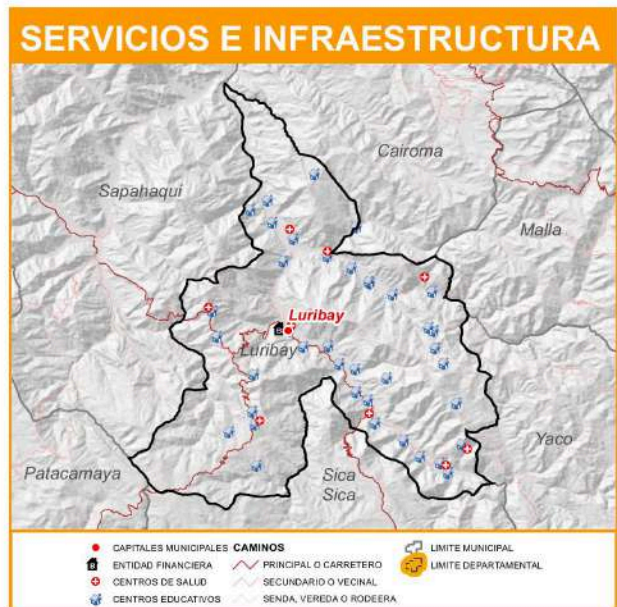 SERVICIOS E INFRAESTRUCTURA
Cairoma
Sapahaqui
Malla
Luribay
Luribay
Yaco
Patacamaya
Sica
Sica
CAPITALES MUNICIPALES
ENTIDAD FINANCIERA
CENTROS DE SALUD
CENTROS EDUCATIVOS
CAMINOS
PRINCIPAL O CARRETERO
SECUNDARIO O VECINAL
SENDA, VEREDA O RODEERA
LIMITE MUNICIPAL
LIMITE DEPARTAMENTAL